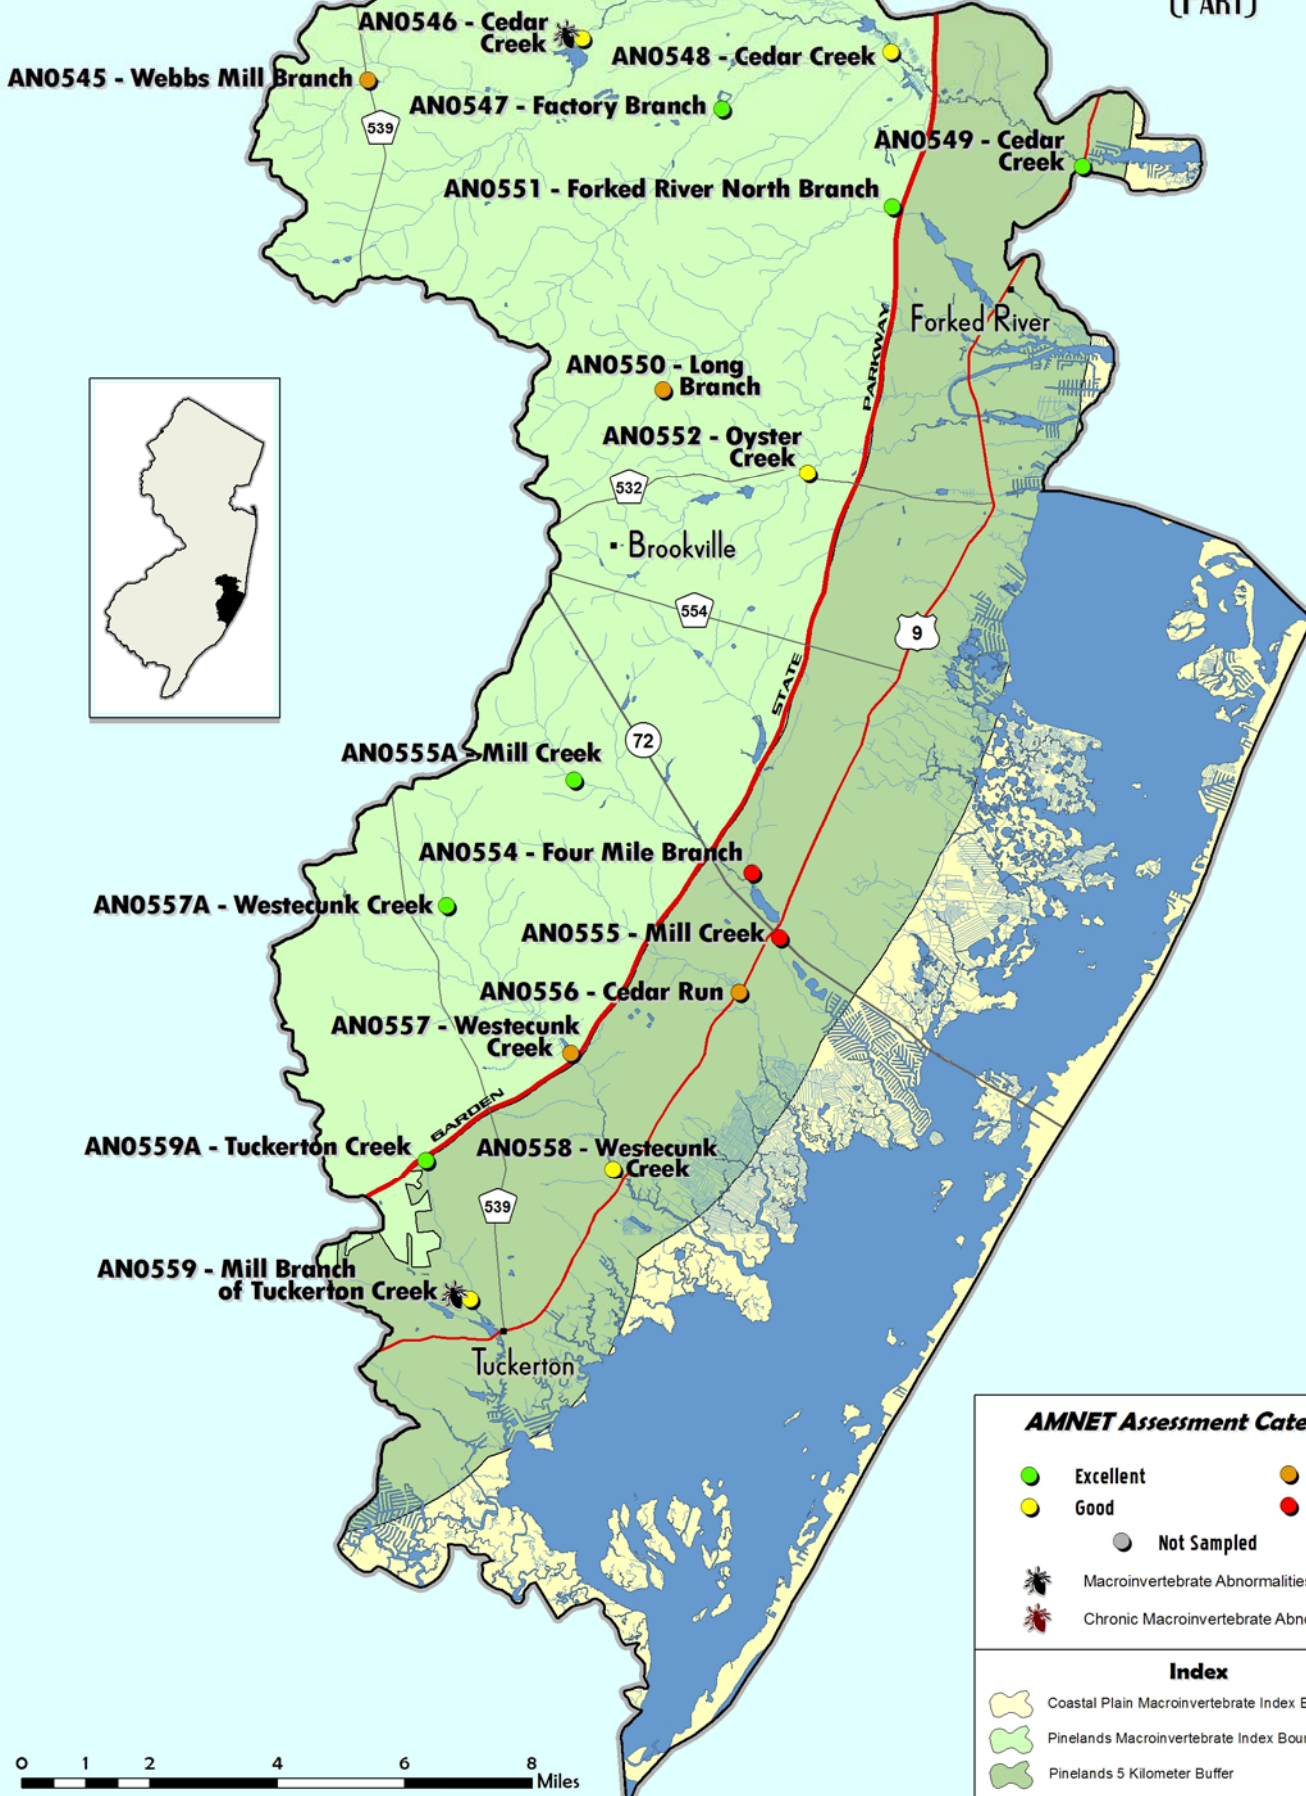 (PART)
AN0546 - Cedar
Creek
AN0548 - Cedar Creek
AN0545 - Webbs Mill Branch
AN0547 - Factory Branch
539
AN0549 - Cedar
Creek
AN0551 - Forked River North Branch
Forked River
PARKWAY
AN0550 - Long
Branch
AN0552 - Oyster
Creek
532
Brookville
554
9
STATE
72
AN0555A - Mill Creek
AN0554 - Four Mile Branch
AN0557A - Westecunk Creek
AN0555 - Mill Creek
AN0556 - Cedar Run
AN0557 - Westecunk
Creek
GARDEN
AN0559A - Tuckerton Creek
AN0558 - Westecunk
Creek
539
AN0559 - Mill Branch
of Tuckerton Creek
Tuckerton
AMNET Assessment Cate
Excellent
Good
Not Sampled
Macroinvertebrate Abnormalities
Chronic Macroinvertebrate Abno
Index
Coastal Plain Macroinvertebrate Index B
Pinelands Macroinvertebrate Index Boun
Pinelands 5 Kilometer Buffer
0 1 2 4 6 8
Miles